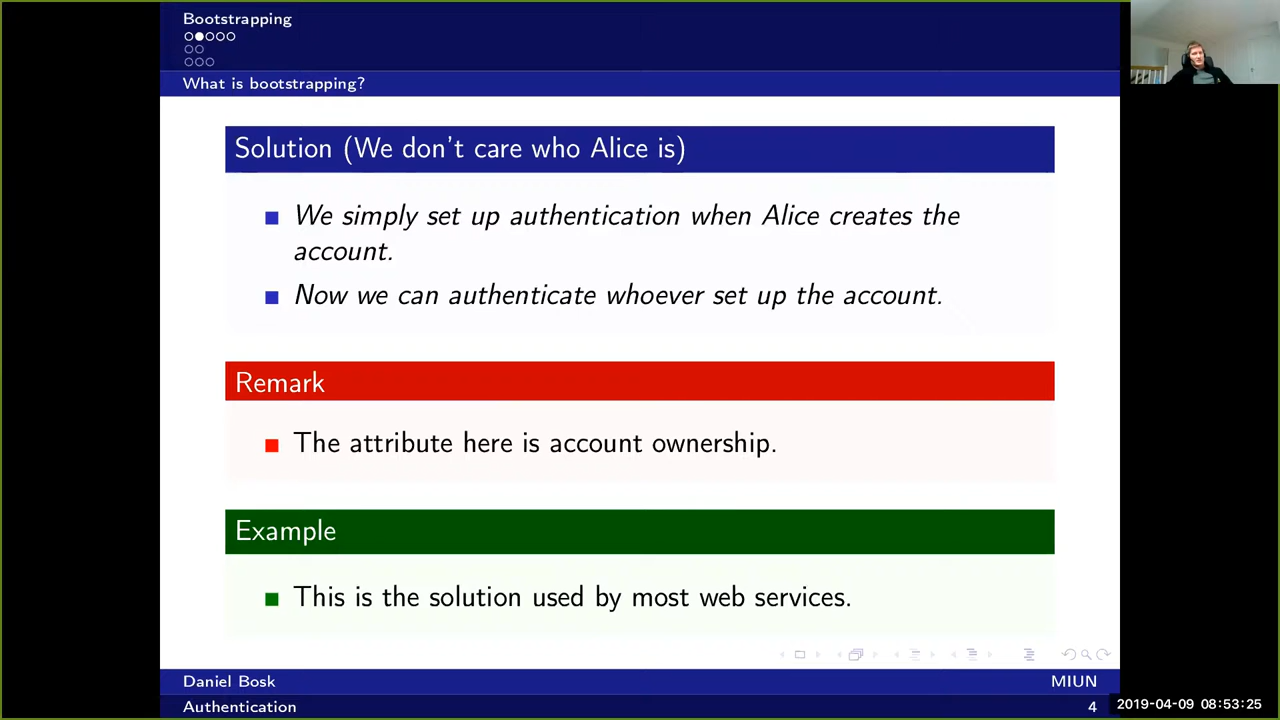 Bootstrapping
What is bootstrapping?
Solution (We don't care who Alice is)
We simply set up authentication when Alice creates the
account.
Now we can authenticate whoever set up the account.
Remark
The attribute here is account ownership.
Example
This is the solution used by most web services.
Daniel Bosk MIUN
Authentication 4
2019-04-09 08:53:25